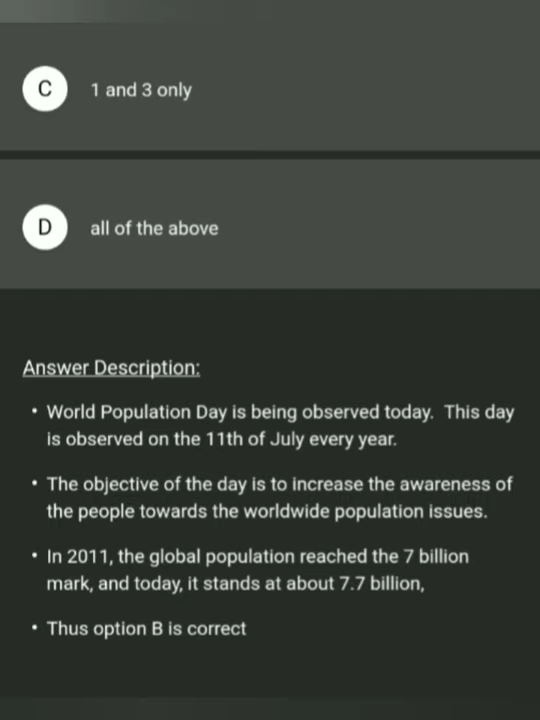 C 1 and 3 only
D all of the above
Answer Description:
• World Population Day is being observed today. This day
is observed on the 11th of July every year.
• The objective of the day is to increase the awareness of
the people towards the worldwide population issues.
• In 2011, the global population reached the 7 billion
mark, and today, it stands at about 7.7 billion,
• Thus option B is correct